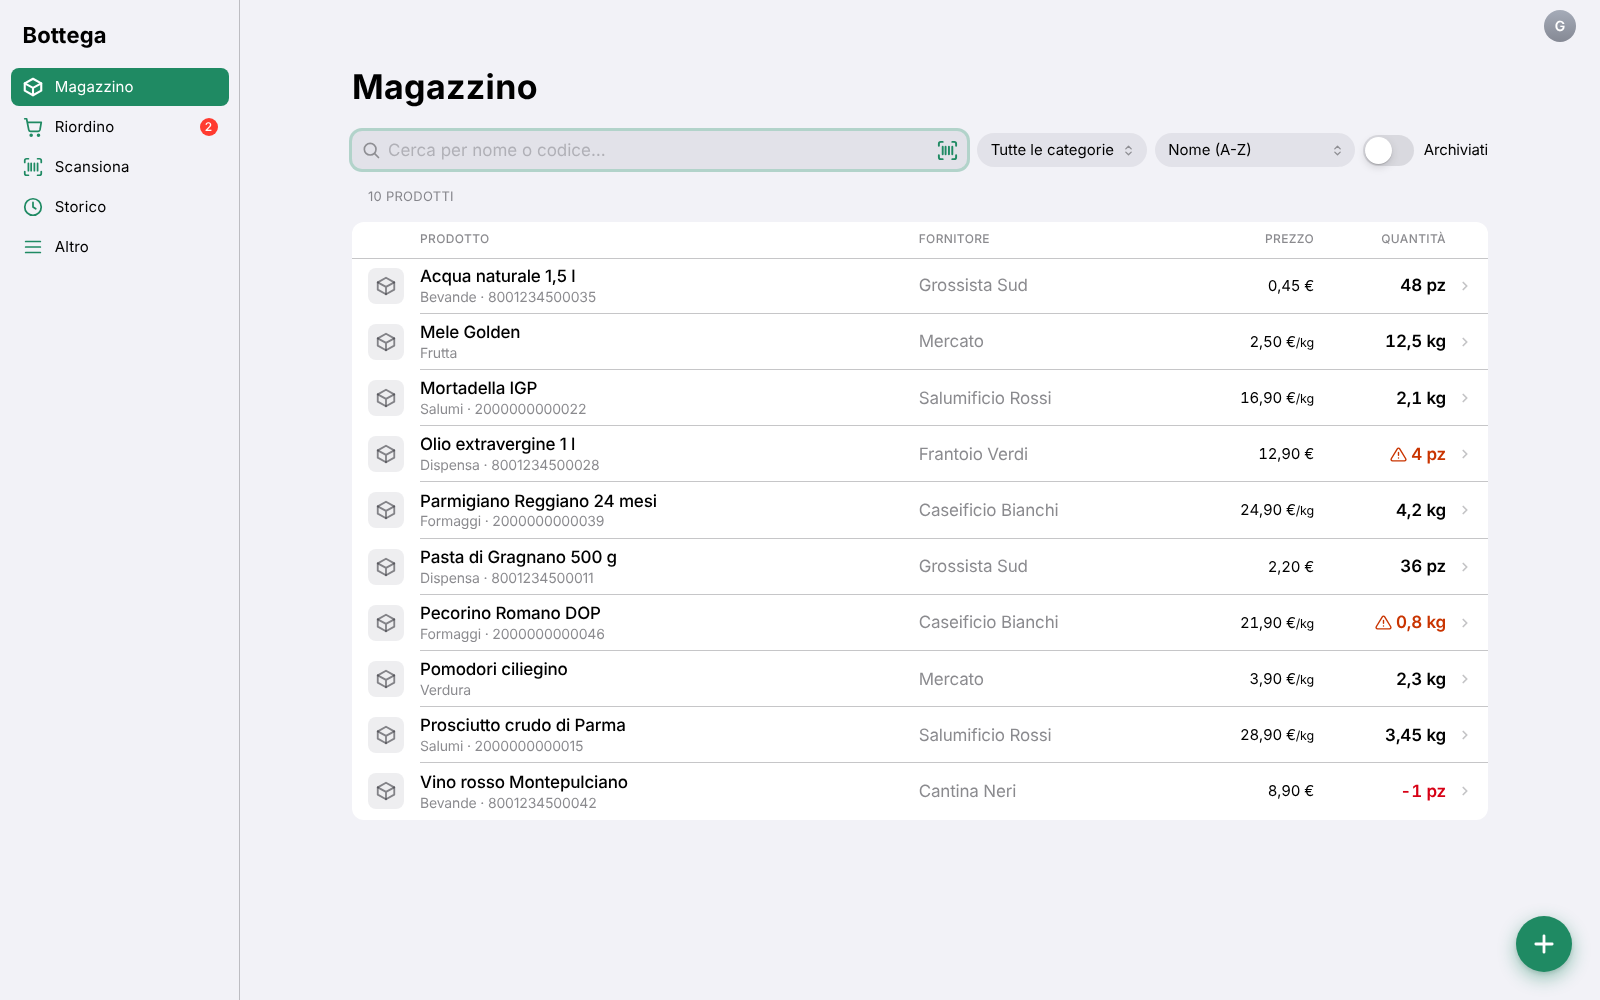 Bottega
Magazzino
Riordino 2
Scansiona
Storico
Altro
G
Magazzino
Cerca per nome o codice...
Tutte le categorie
Nome (A-Z)
Archiviati
10 PRODOTTI
PRODOTTO FORNITORE PREZZO QUANTITÀ
Acqua naturale 1,5 l
Bevande · 8001234500035
Grossista Sud 0,45 € 48 pz
Mele Golden
Frutta
Mercato 2,50 €/kg 12,5 kg
Mortadella IGP
Salumi · 2000000000022
Salumificio Rossi 16,90 €/kg 2,1 kg
Olio extravergine 1 l
Dispensa · 8001234500028
Frantoio Verdi 12,90 € 4 pz
Parmigiano Reggiano 24 mesi
Formaggi · 2000000000039
Caseificio Bianchi 24,90 €/kg 4,2 kg
Pasta di Gragnano 500 g
Dispensa · 8001234500011
Grossista Sud 2,20 € 36 pz
Pecorino Romano DOP
Formaggi · 2000000000046
Caseificio Bianchi 21,90 €/kg 0,8 kg
Pomodori ciliegino
Verdura
Mercato 3,90 €/kg 2,3 kg
Prosciutto crudo di Parma
Salumi · 2000000000015
Salumificio Rossi 28,90 €/kg 3,45 kg
Vino rosso Montepulciano
Bevande · 8001234500042
Cantina Neri 8,90 € -1 pz